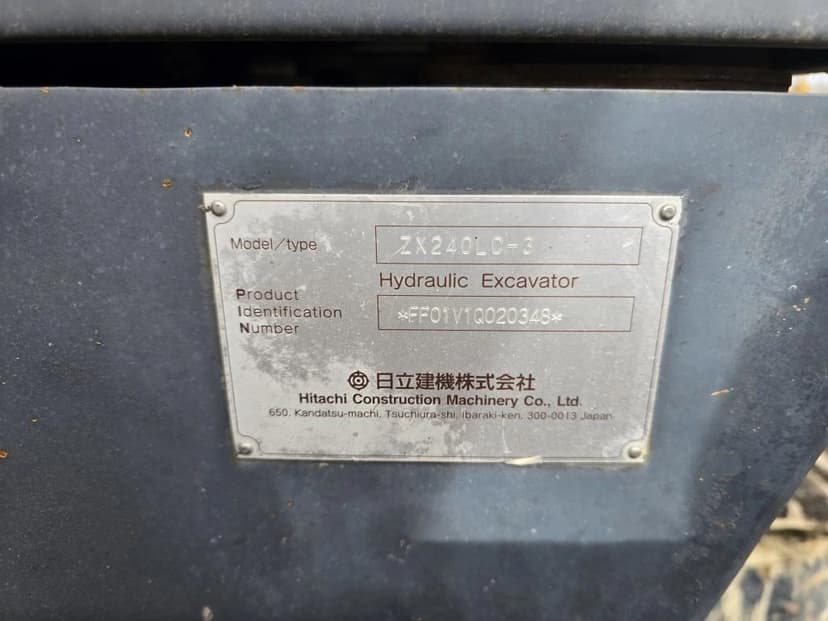 Model/type ZX240LC-3
Hydraulic Excavator
Product
Identification
Number
*FF01V1Q020348*
日立建機株式会社
Hitachi Construction Machinery Co., Ltd.
650, Kandatsu-machi, Tsuchiura-shi, Ibaraki-ken, 300-0013 Japan